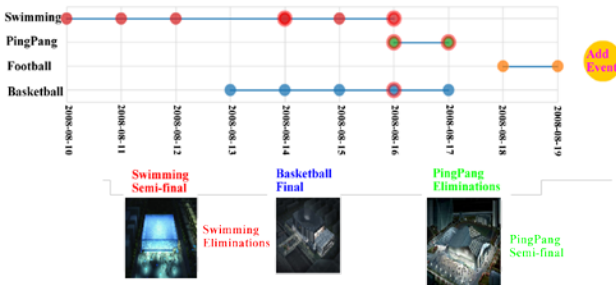 Swimming
PingPang
Football
Basketball
Add
Event
2008-08-10
2008-08-11
2008-08-12
2008-08-13
2008-08-14
2008-08-15
2008-08-16
2008-08-17
2008-08-18
2008-08-19
Swimming
Semi-final
Basketball
Final
PingPang
Eliminations
Swimming
Eliminations
PingPang
Semi-final